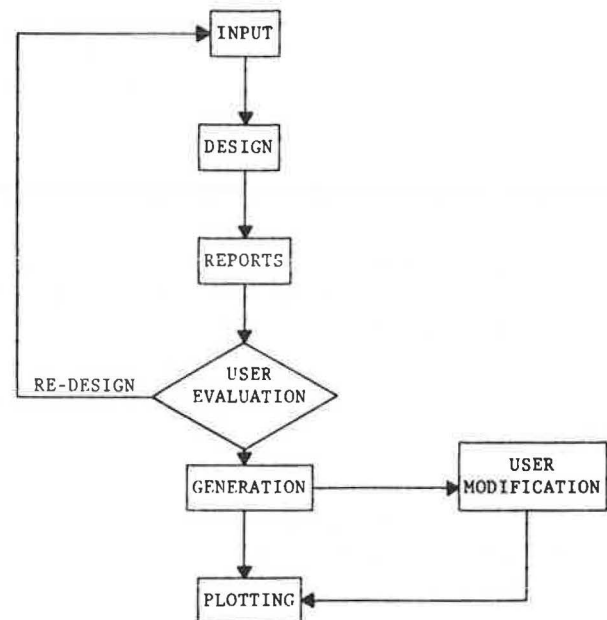 INPUT
DESIGN
REPORTS
USER
EVALUATION
RE-DESIGN
GENERATION
USER
MODIFICATION
PLOTTING